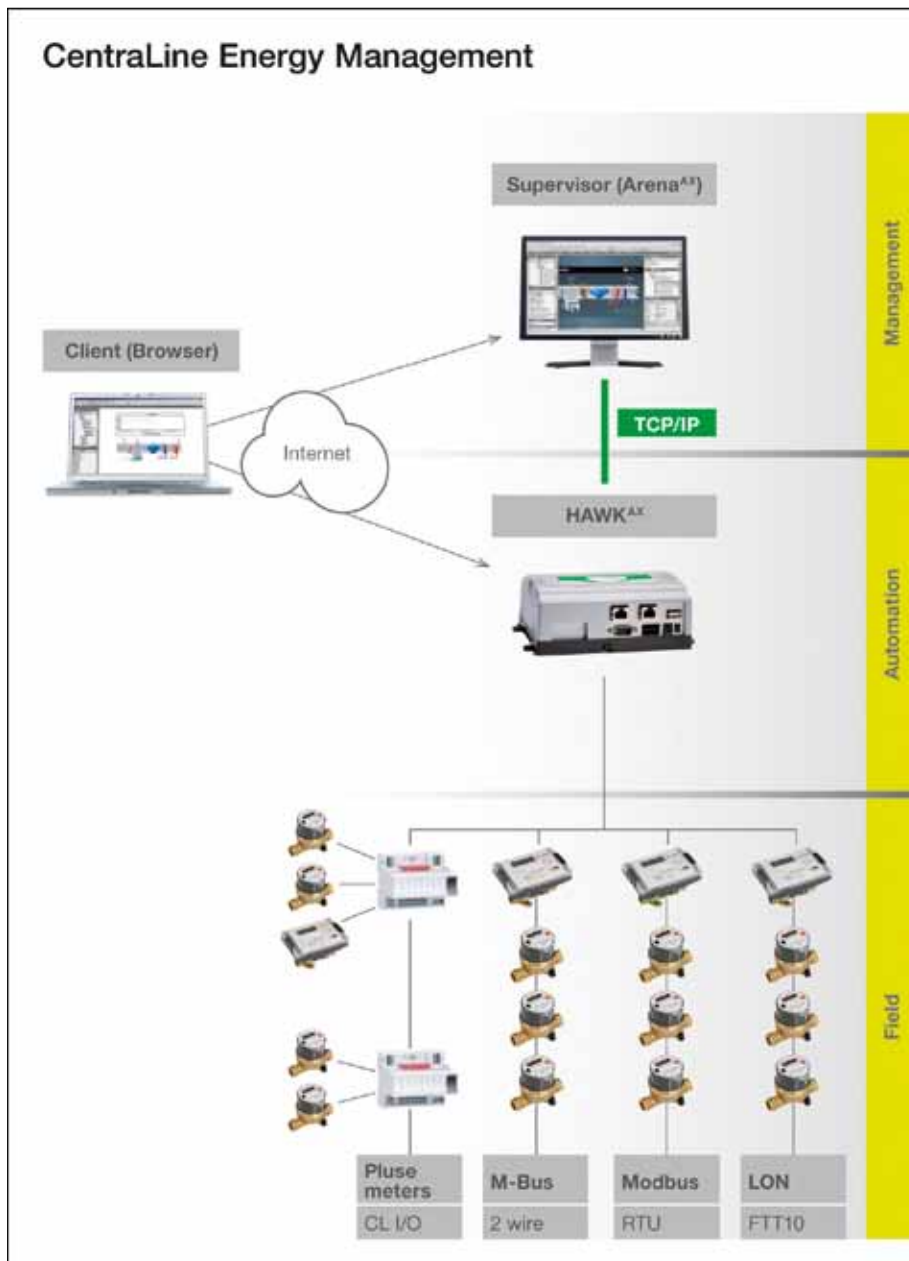 CentraLine Energy Management
Supervisor (Arena^AX)
Management
Client (Browser)
TCP/IP
Internet
HAWK^AX
Automation
Field
Pluse
meters
CL I/O
M-Bus
2 wire
Modbus
RTU
LON
FTT10